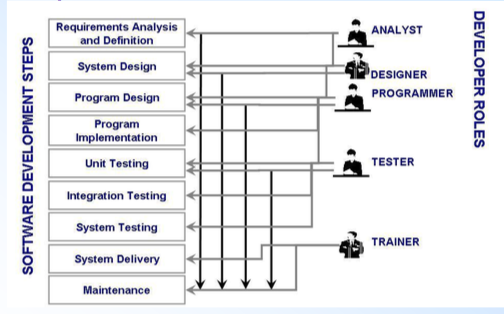 SOFTWARE DEVELOPMENT STEPS
Requirements Analysis
and Definition
System Design
Program Design
Program
Implementation
Unit Testing
Integration Testing
System Testing
System Delivery
Maintenance
ANALYST
DESIGNER
PROGRAMMER
TESTER
TRAINER
DEVELOPER ROLES